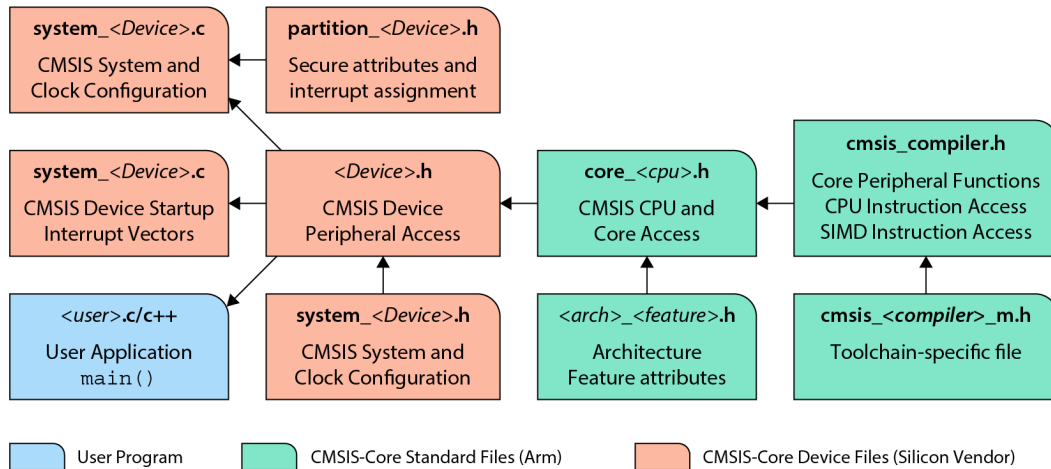 system_<Device>.c
CMSIS System and
Clock Configuration
partition_<Device>.h
Secure attributes and
interrupt assignment
system_<Device>.c
CMSIS Device Startup
Interrupt Vectors
<Device>.h
CMSIS Device
Peripheral Access
core_<cpu>.h
CMSIS CPU and
Core Access
cmsis_compiler.h
Core Peripheral Functions
CPU Instruction Access
SIMD Instruction Access
<user>.c/c++
User Application
main()
system_<Device>.h
CMSIS System and
Clock Configuration
<arch>_<feature>.h
Architecture
Feature attributes
cmsis_<compiler>_m.h
Toolchain-specific file
User Program
CMSIS-Core Standard Files (Arm)
CMSIS-Core Device Files (Silicon Vendor)